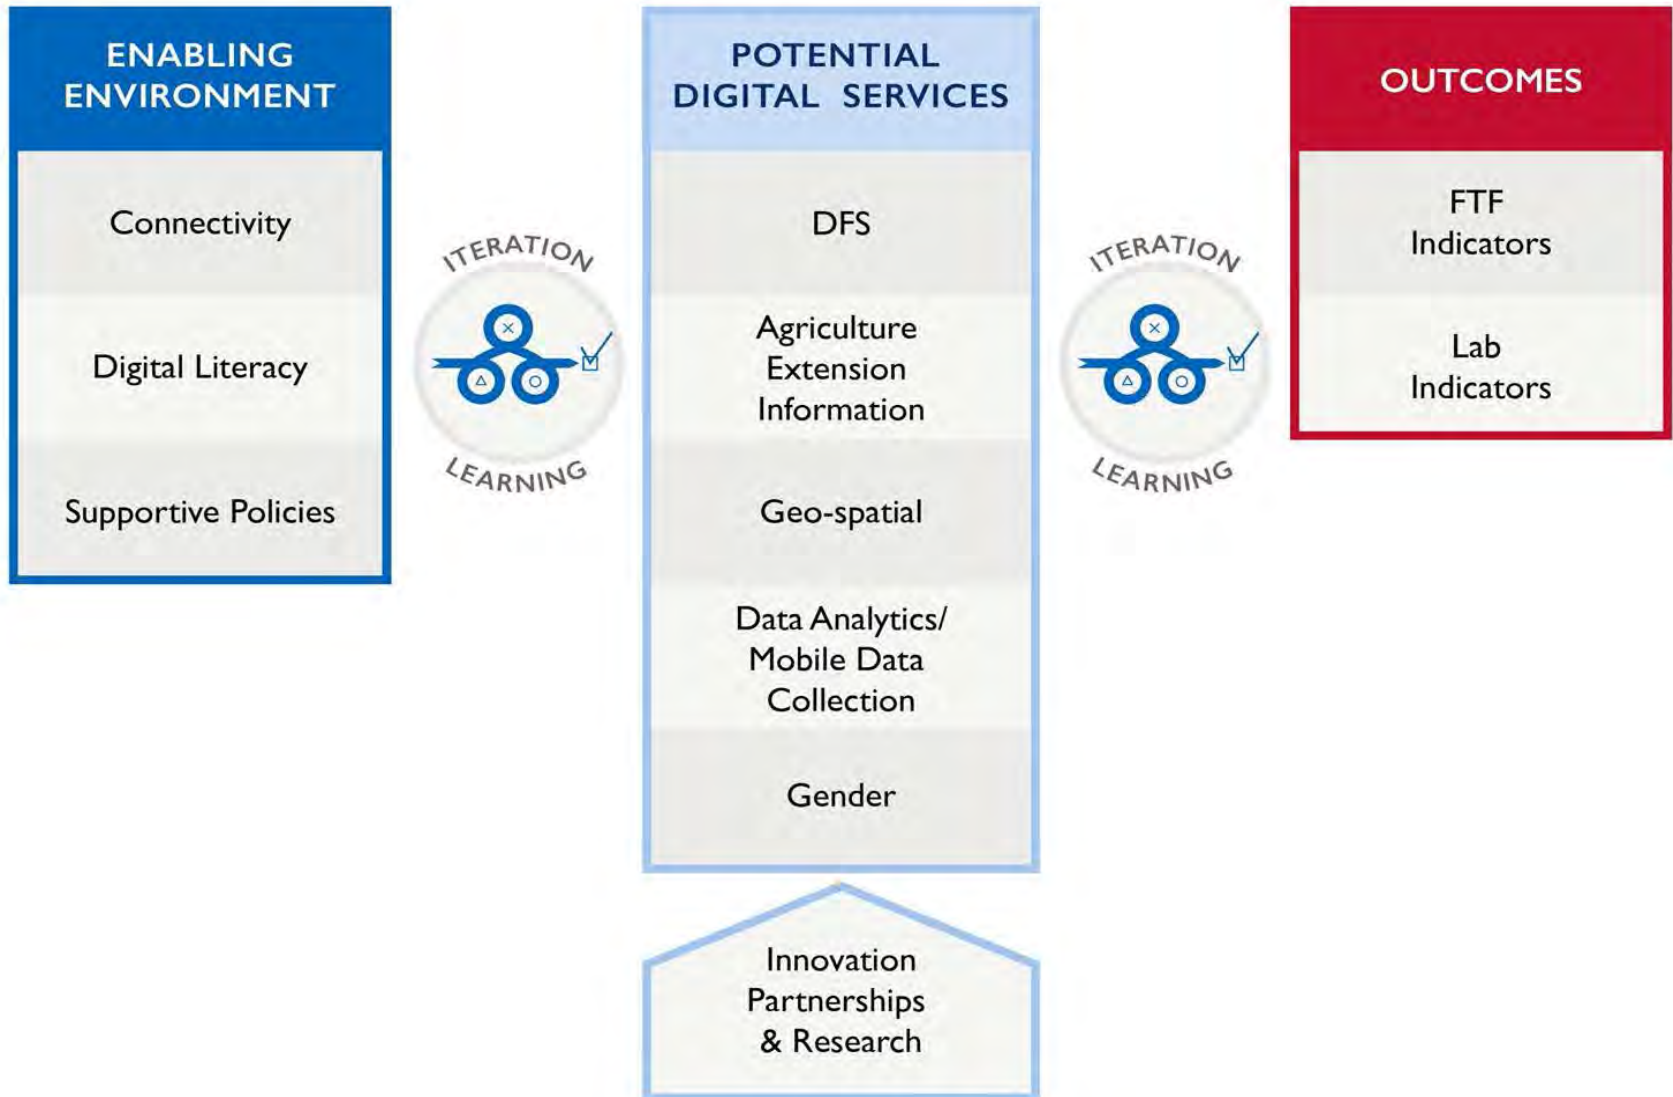 ENABLING
ENVIRONMENT
Connectivity
Digital Literacy
Supportive Policies
ITERATION
LEARNING
POTENTIAL
DIGITAL SERVICES
DFS
Agriculture
Extension
Information
Geo-spatial
Data Analytics/
Mobile Data
Collection
Gender
Innovation
Partnerships
& Research
ITERATION
LEARNING
OUTCOMES
FTF
Indicators
Lab
Indicators